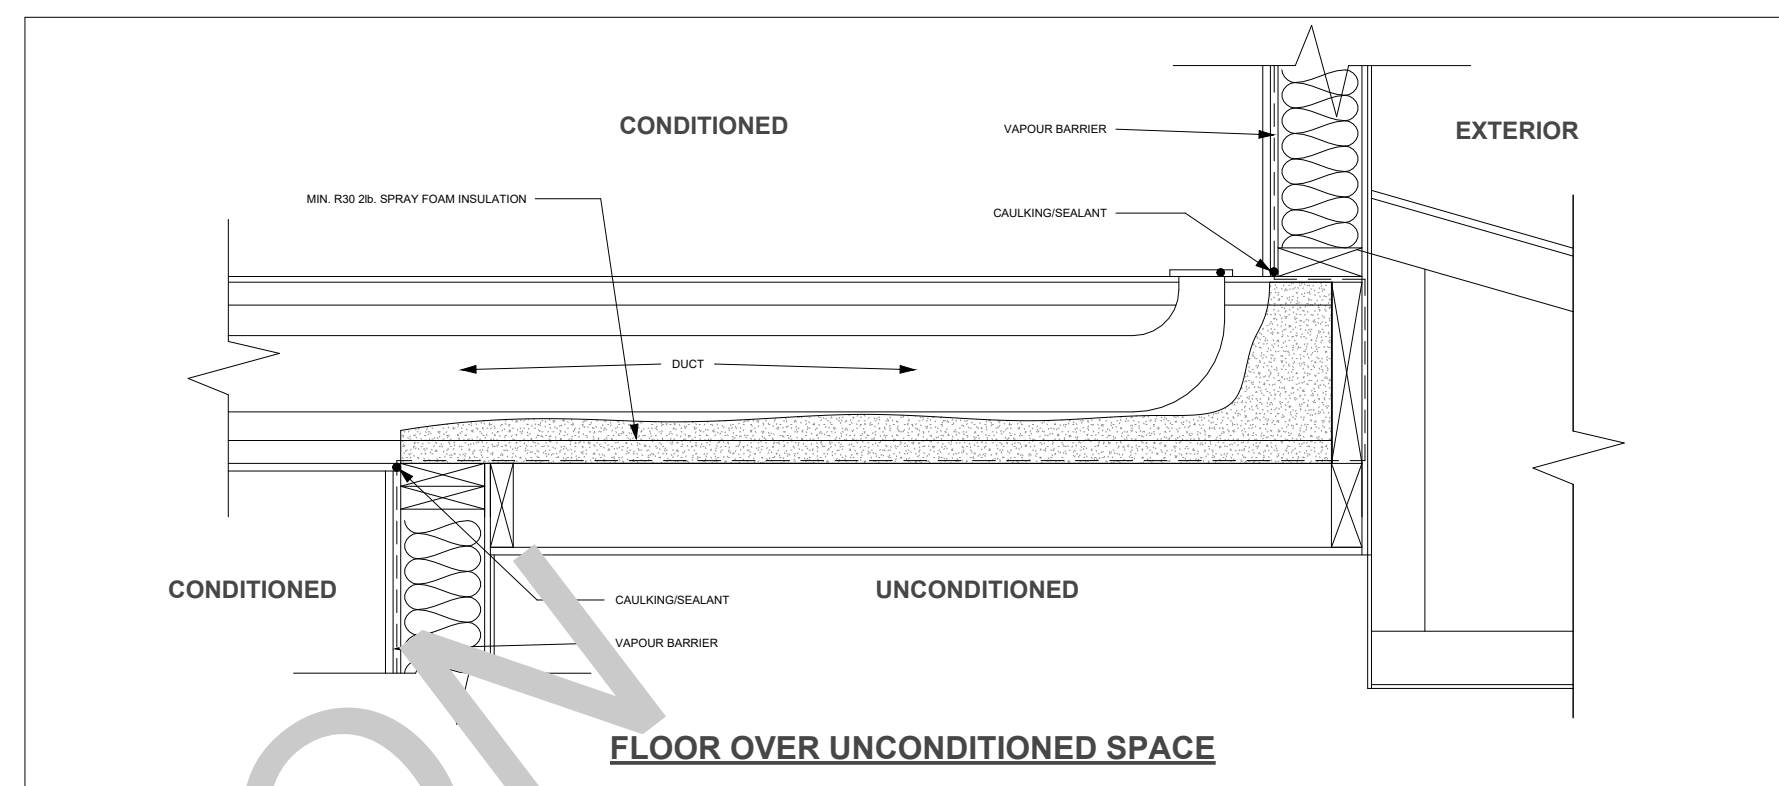 CONDITIONED
VAPOUR BARRIER
EXTERIOR
MIN. R30 2lb. SPRAY FOAM INSULATION
CAULKING/SEALANT
DUCT
CONDITIONED
UNCONDITIONED
CAULKING/SEALANT
VAPOUR BARRIER
FLOOR OVER UNCONDITIONED SPACE
ON